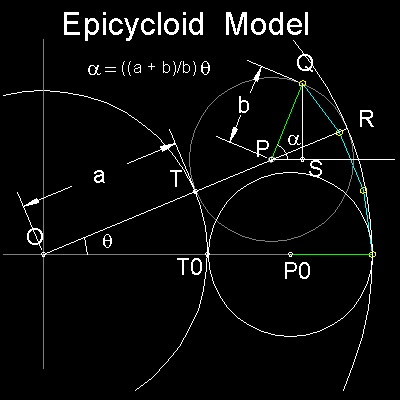 Epicycloid Model
α = ((a + b)/b) θ
Q
b
R
α
P
S
a
T
O
θ
T0
P0